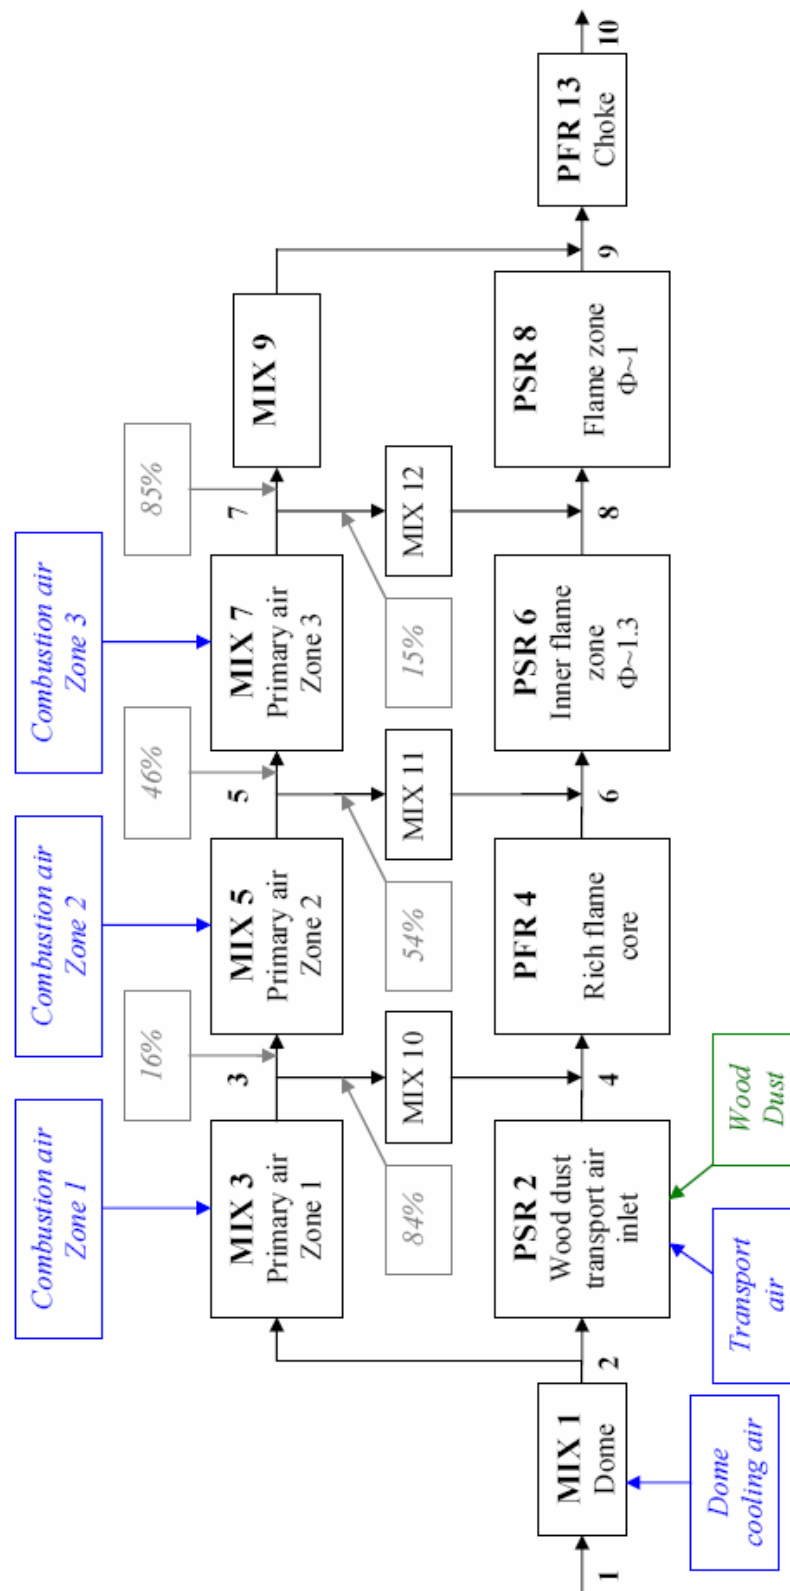 Combustion air
Zone 1
Combustion air
Zone 2
Combustion air
Zone 3
16%
46%
85%
MIX 3
Primary air
Zone 1
3
MIX 5
Primary air
Zone 2
5
MIX 7
Primary air
Zone 3
7
MIX 9
84%
MIX 10
54%
MIX 11
15%
MIX 12
1
MIX 1
Dome
2
PSR 2
Wood dust
transport air
inlet
4
PFR 4
Rich flame
core
6
PSR 6
Inner flame
zone
Φ~1.3
8
PSR 8
Flame zone
Φ~1
9
PFR 13
Choke
10
Dome
cooling air
Transport
air
Wood
Dust